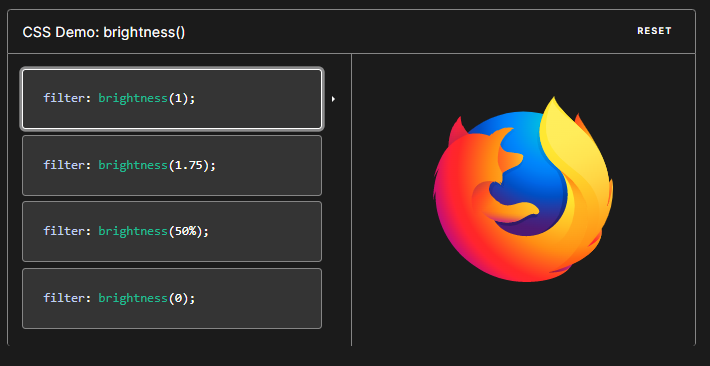 CSS Demo: brightness()
RESET
filter: brightness(1);
filter: brightness(1.75);
filter: brightness(50%);
filter: brightness(0);